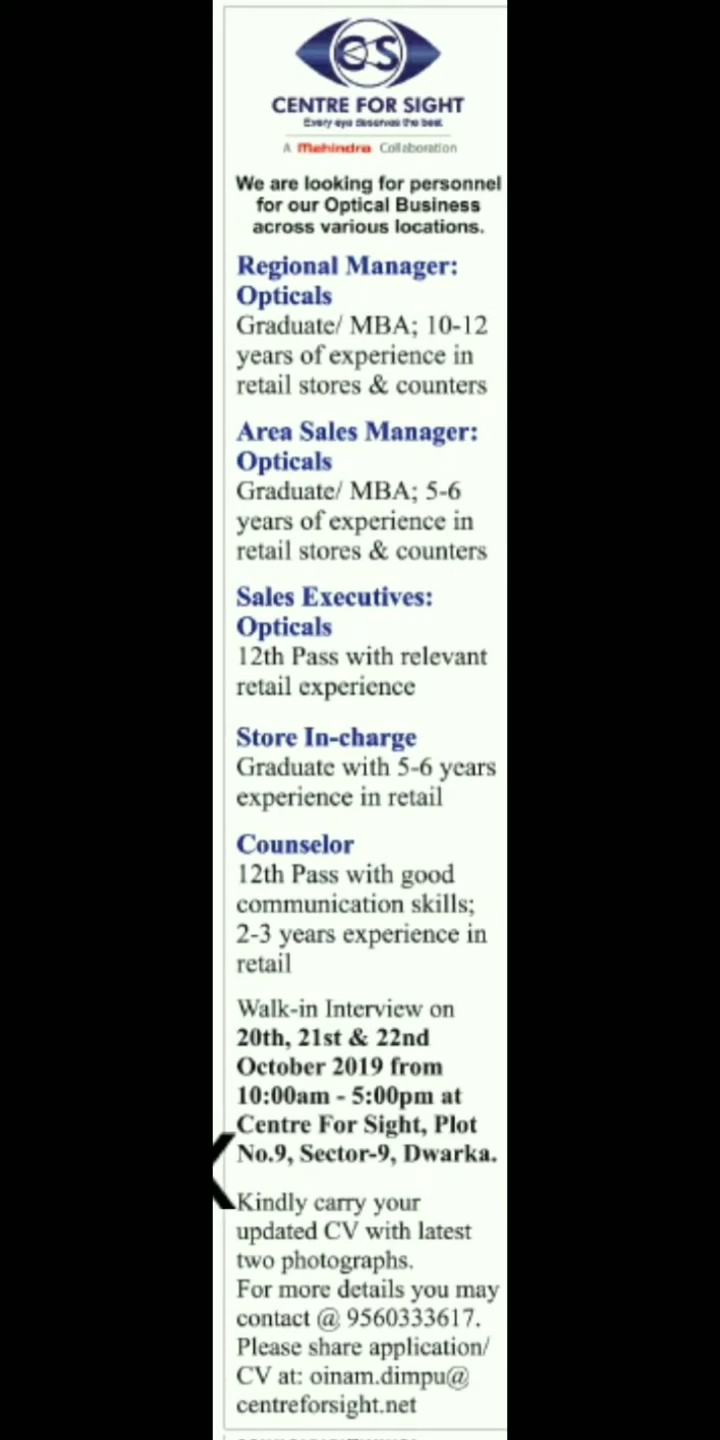 CS
CENTRE FOR SIGHT
Every eye deserves the best
A Mahindra Collaboration
We are looking for personnel
for our Optical Business
across various locations.
Regional Manager:
Opticals
Graduate/ MBA; 10-12
years of experience in
retail stores & counters
Area Sales Manager:
Opticals
Graduate/ MBA; 5-6
years of experience in
retail stores & counters
Sales Executives:
Opticals
12th Pass with relevant
retail experience
Store In-charge
Graduate with 5-6 years
experience in retail
Counselor
12th Pass with good
communication skills;
2-3 years experience in
retail
Walk-in Interview on
20th, 21st & 22nd
October 2019 from
10:00am - 5:00pm at
Centre For Sight, Plot
No.9, Sector-9, Dwarka.
Kindly carry your
updated CV with latest
two photographs.
For more details you may
contact @ 9560333617.
Please share application/
CV at: oinam.dimpu@
centreforsight.net